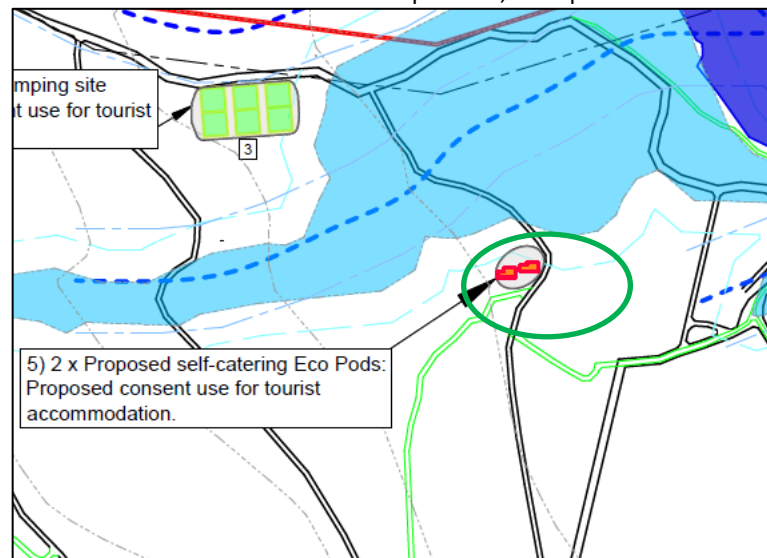 mping site
use for tourist
3
5) 2 x Proposed self-catering Eco Pods:
Proposed consent use for tourist
accommodation.